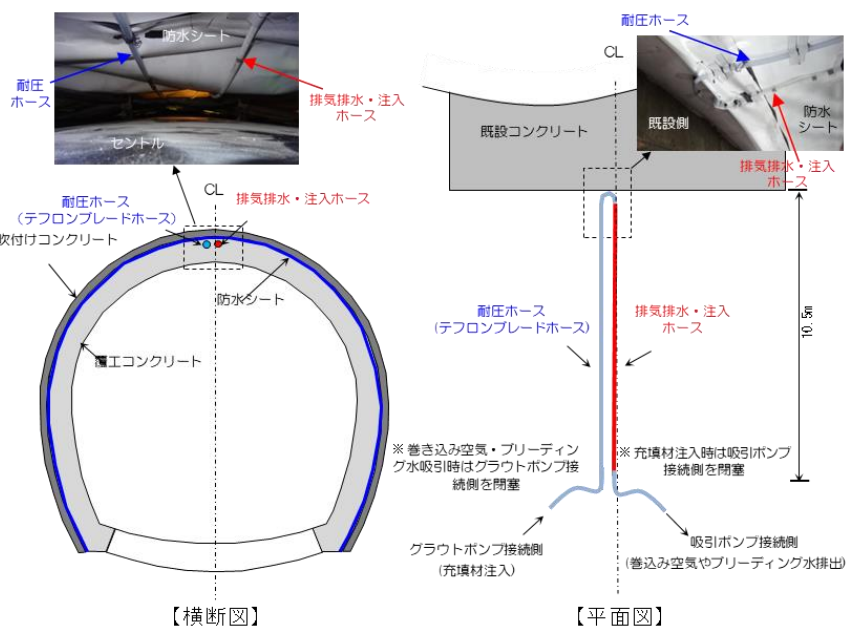 防水シート
耐圧
ホース
排気排水・注入
ホース
セントル
CL
耐圧ホース
(テフロンブレードホース)
排気排水・注入ホース
吹付けコンクリート
防水シート
覆工コンクリート
【横断図】
耐圧ホース
CL
既設コンクリート
既設側
防水
シート
排気排水・注入
ホース
10.5m
耐圧ホース
(テフロンブレードホース)
排気排水・注入
ホース
※ 巻き込み空気・ブリーディン
グ水吸引時はグラウトポンプ接
続側を閉塞
※ 充填材注入時は吸引ポンプ
接続側を閉塞
グラウトポンプ接続側
(充填材注入)
吸引ポンプ接続側
(巻込み空気やブリーディング水排出)
【平面図】